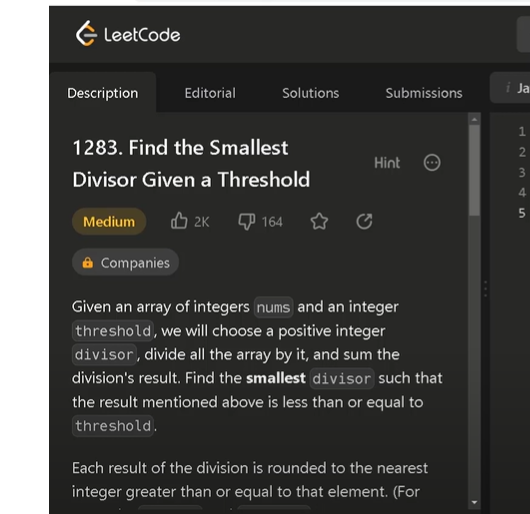 LeetCode
Description Editorial Solutions Submissions i Ja
1283. Find the Smallest
Divisor Given a Threshold
Hint
Medium 2K 164
Companies
1
2
3
4
5
Given an array of integers nums and an integer
threshold, we will choose a positive integer
divisor, divide all the array by it, and sum the
division's result. Find the smallest divisor such that
the result mentioned above is less than or equal to
threshold.
Each result of the division is rounded to the nearest
integer greater than or equal to that element. (For